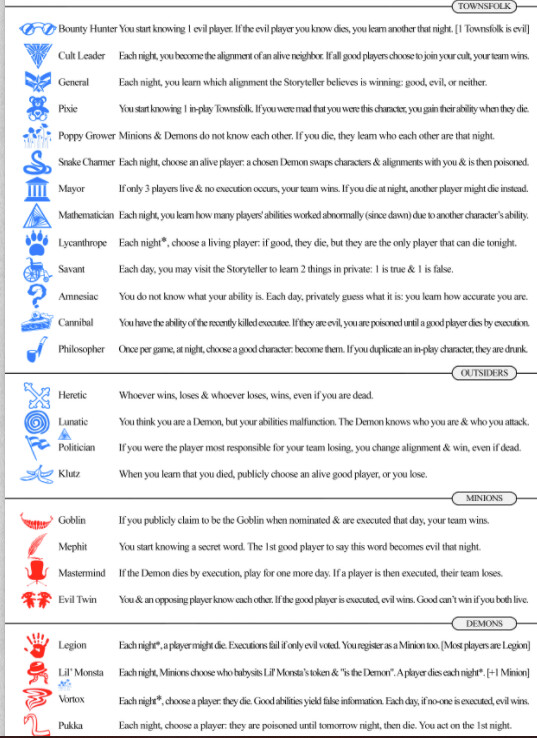 TOWNSFOLK
Bounty Hunter You start knowing 1 evil player. If the evil player you know dies, you learn another that night. [1 Townsfolk is evil]
Cult Leader Each night, you become the alignment of an alive neighbor. If all good players choose to join your cult, your team wins.
General Each night, you learn which alignment the Storyteller believes is winning: good, evil, or neither.
Pixie You start knowing 1 in-play Townsfolk. If you were mad that you were this character, you gain their ability when they die.
Poppy Grower Minions & Demons do not know each other. If you die, they learn who each other are that night.
Snake Charmer Each night, choose an alive player: a chosen Demon swaps characters & alignments with you & is then poisoned.
Mayor If only 3 players live & no execution occurs, your team wins. If you die at night, another player might die instead.
Mathematician Each night, you learn how many players' abilities worked abnormally (since dawn) due to another character's ability.
Lycanthrope Each night*, choose a living player: if good, they die, but they are the only player that can die tonight.
Savant Each day, you may visit the Storyteller to learn 2 things in private: 1 is true & 1 is false.
Amnesiac You do not know what your ability is. Each day, privately guess what it is: you learn how accurate you are.
Cannibal You have the ability of the recently killed executee. If they are evil, you are poisoned until a good player dies by execution.
Philosopher Once per game, at night, choose a good character: become them. If you duplicate an in-play character, they are drunk.
OUTSIDERS
Heretic Whoever wins, loses & whoever loses, wins, even if you are dead.
Lunatic You think you are a Demon, but your abilities malfunction. The Demon knows who you are & who you attack.
Politician If you were the player most responsible for your team losing, you change alignment & win, even if dead.
Klutz When you learn that you died, publicly choose an alive good player, or you lose.
MINIONS
Goblin If you publicly claim to be the Goblin when nominated & are executed that day, your team wins.
Mephit You start knowing a secret word. The 1st good player to say this word becomes evil that night.
Mastermind If the Demon dies by execution, play for one more day. If a player is then executed, their team loses.
Evil Twin You & an opposing player know each other. If the good player is executed, evil wins. Good can't win if you both live.
DEMONS
Legion Each night*, a player might die. Executions fail if only evil voted. You register as a Minion too. [Most players are Legion]
Lil' Monsta Each night, Minions choose who babysits Lil' Monsta's token & "is the Demon". A player dies each night*. [+1 Minion]
Vortox Each night*, choose a player: they die. Good abilities yield false information. Each day, if no-one is executed, evil wins.
Pukka Each night, choose a player: they are poisoned until tomorrow night, then die. You act on the 1st night.